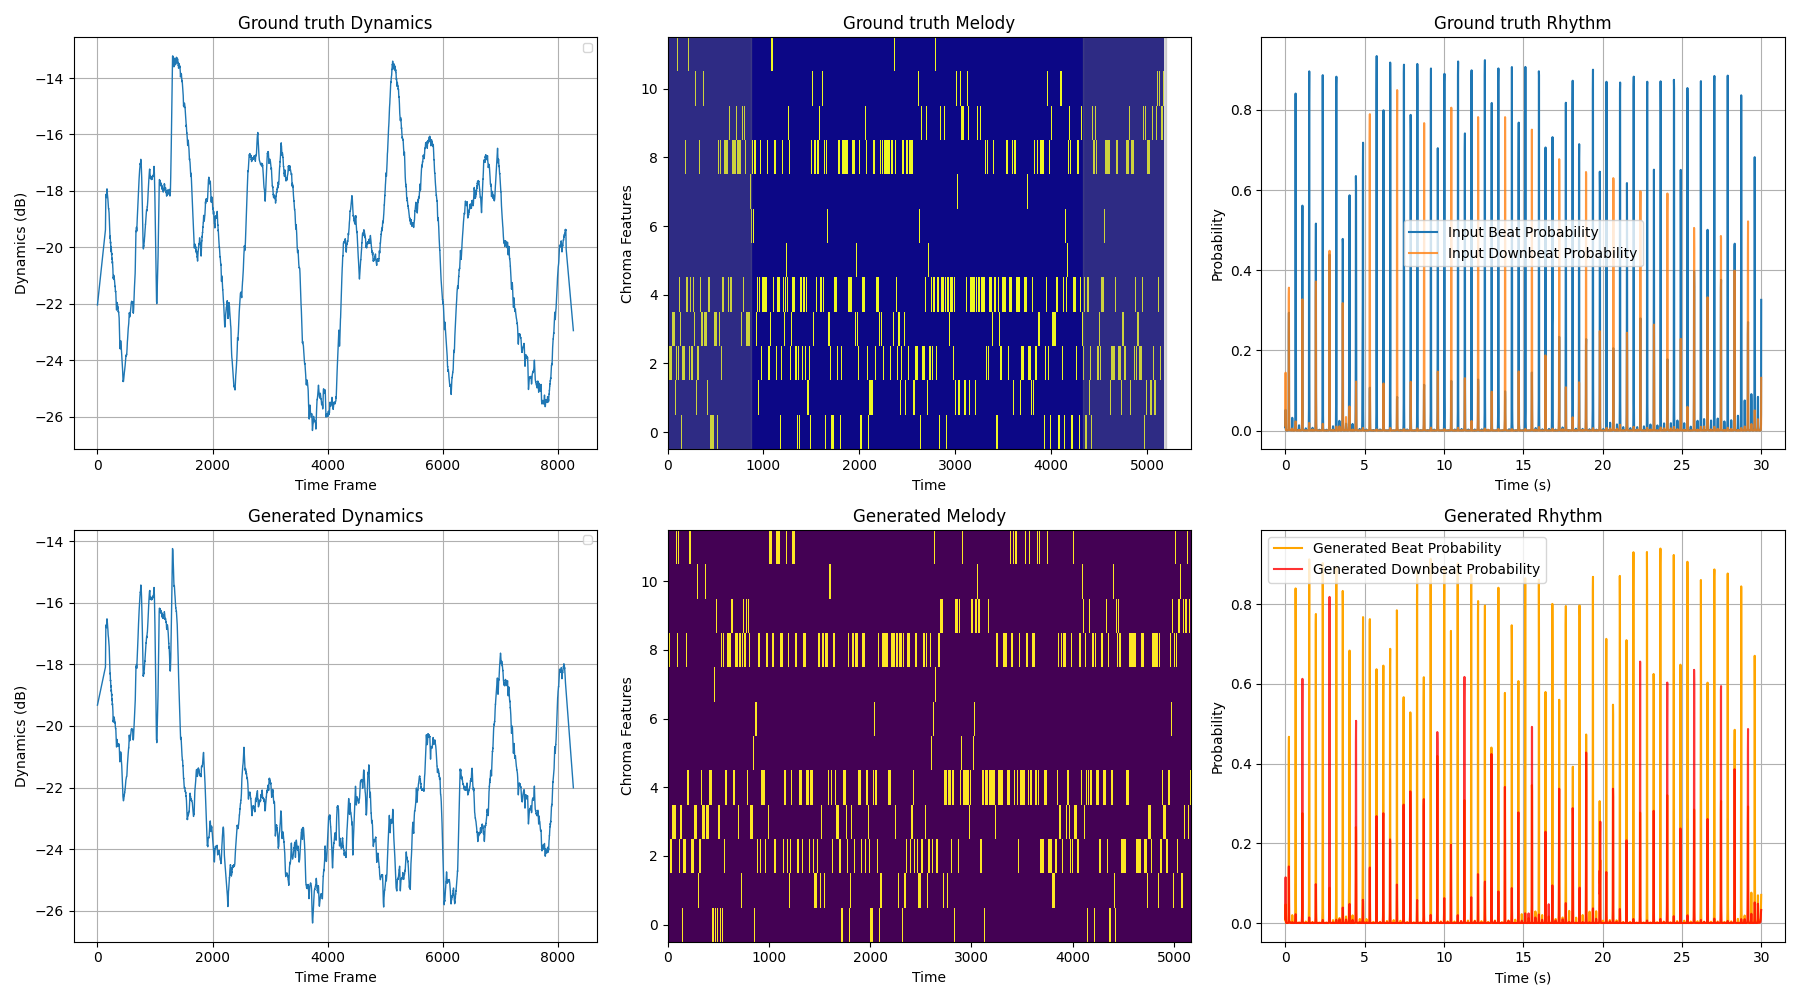 Ground truth Dynamics
Dynamics (dB)
−14
−16
−18
−20
−22
−24
−26
0 2000 4000 6000 8000
Time Frame
Ground truth Melody
Chroma Features
10
8
6
4
2
0
0 1000 2000 3000 4000 5000
Time
Ground truth Rhythm
Probability
0.8
0.6
0.4
0.2
0.0
Input Beat Probability
Input Downbeat Probability
0 5 10 15 20 25 30
Time (s)
Generated Dynamics
Dynamics (dB)
−14
−16
−18
−20
−22
−24
−26
0 2000 4000 6000 8000
Time Frame
Generated Melody
Chroma Features
10
8
6
4
2
0
0 1000 2000 3000 4000 5000
Time
Generated Rhythm
Probability
0.8
0.6
0.4
0.2
0.0
Generated Beat Probability
Generated Downbeat Probability
0 5 10 15 20 25 30
Time (s)